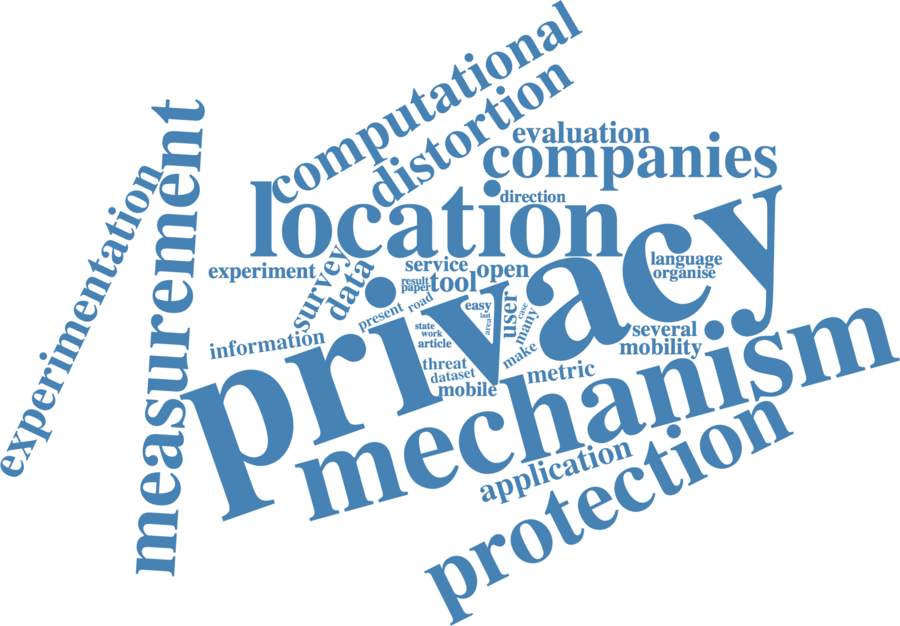 computational
distortion
evaluation
companies
experimentation
measurement
location
direction
experiment
survey
data
service
open
language
organise
result
paper
tool
privacy
present
road
easy
last
area
user
case
many
state
work
article
information
several
mobility
threat
dataset
mobile
make
metric
mechanism
application
protection